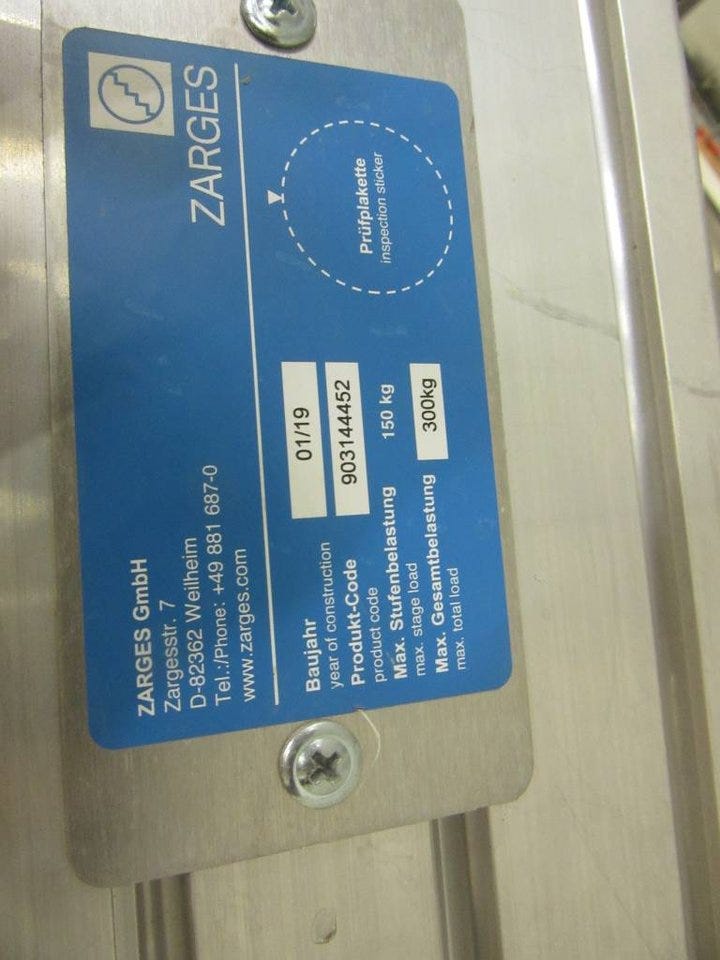 ZARGES GmbH
Zargesstr. 7
D-82362 Weilheim
Tel.:/Phone: +49 881 687-0
www.zarges.com
ZARGES
Baujahr 01/19
year of construction
Produkt-Code 903144452
product code
Max. Stufenbelastung 150 kg
max. stage load
Max. Gesamtbelastung 300kg
max. total load
Prüfplakette
inspection sticker